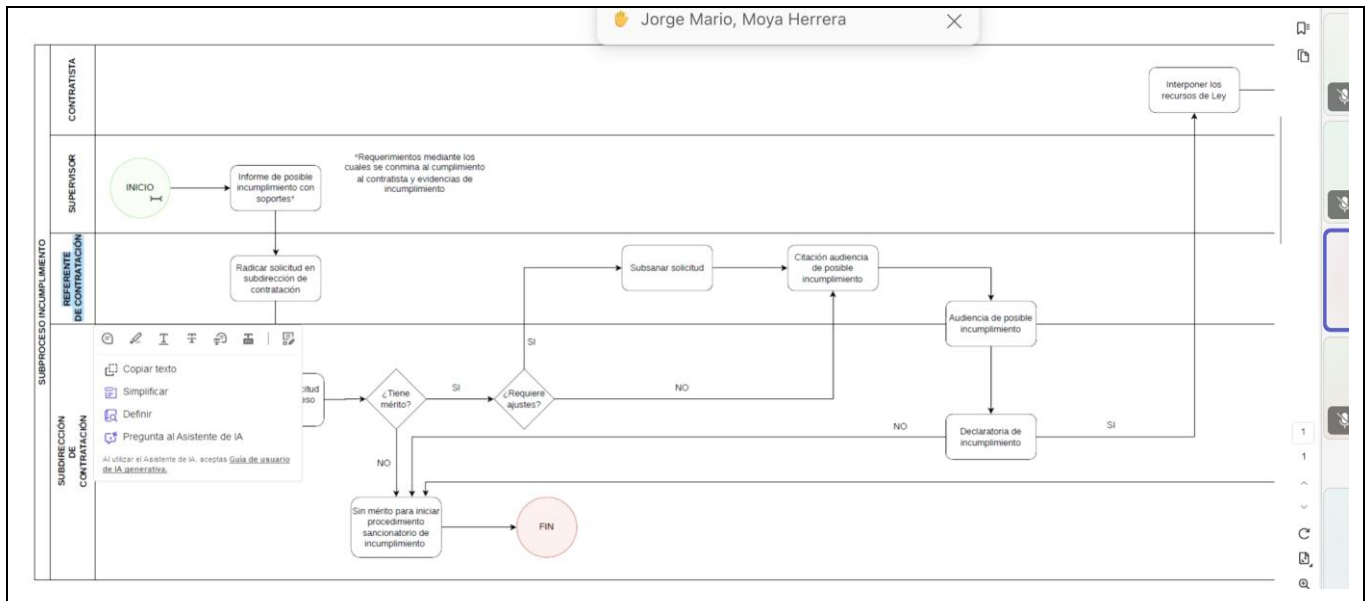 Jorge Mario, Moya Herrera
SUBPROCESO INCUMPLIMIENTO
CONTRATISTA
Interponer los
recursos de Ley
SUPERVISOR
INICIO
Informe de posible
incumplimiento con
soportes*
*Requerimientos mediante los
cuales se conmina al cumplimiento
al contratista y evidencias de
incumplimiento
REFERENTE
DE CONTRATACIÓN
Radicar solicitud en
subdirección de
contratación
Subsanar solicitud
Citación audiencia
de posible
incumplimiento
Audiencia de posible
incumplimiento
SUBDIRECCIÓN
DE
CONTRATACIÓN
Copiar texto
Simplificar
Definir
Pregunta al Asistente de IA
Al utilizar el Asistente de IA, aceptas Guía de usuario
de IA generativa.
¿Tiene
mérito?
SI
¿Requiere
ajustes?
SI
NO
NO
Declaratoria de
incumplimiento
NO
SI
Sin mérito para iniciar
procedimiento
sancionatorio de
incumplimiento
FIN
1
1